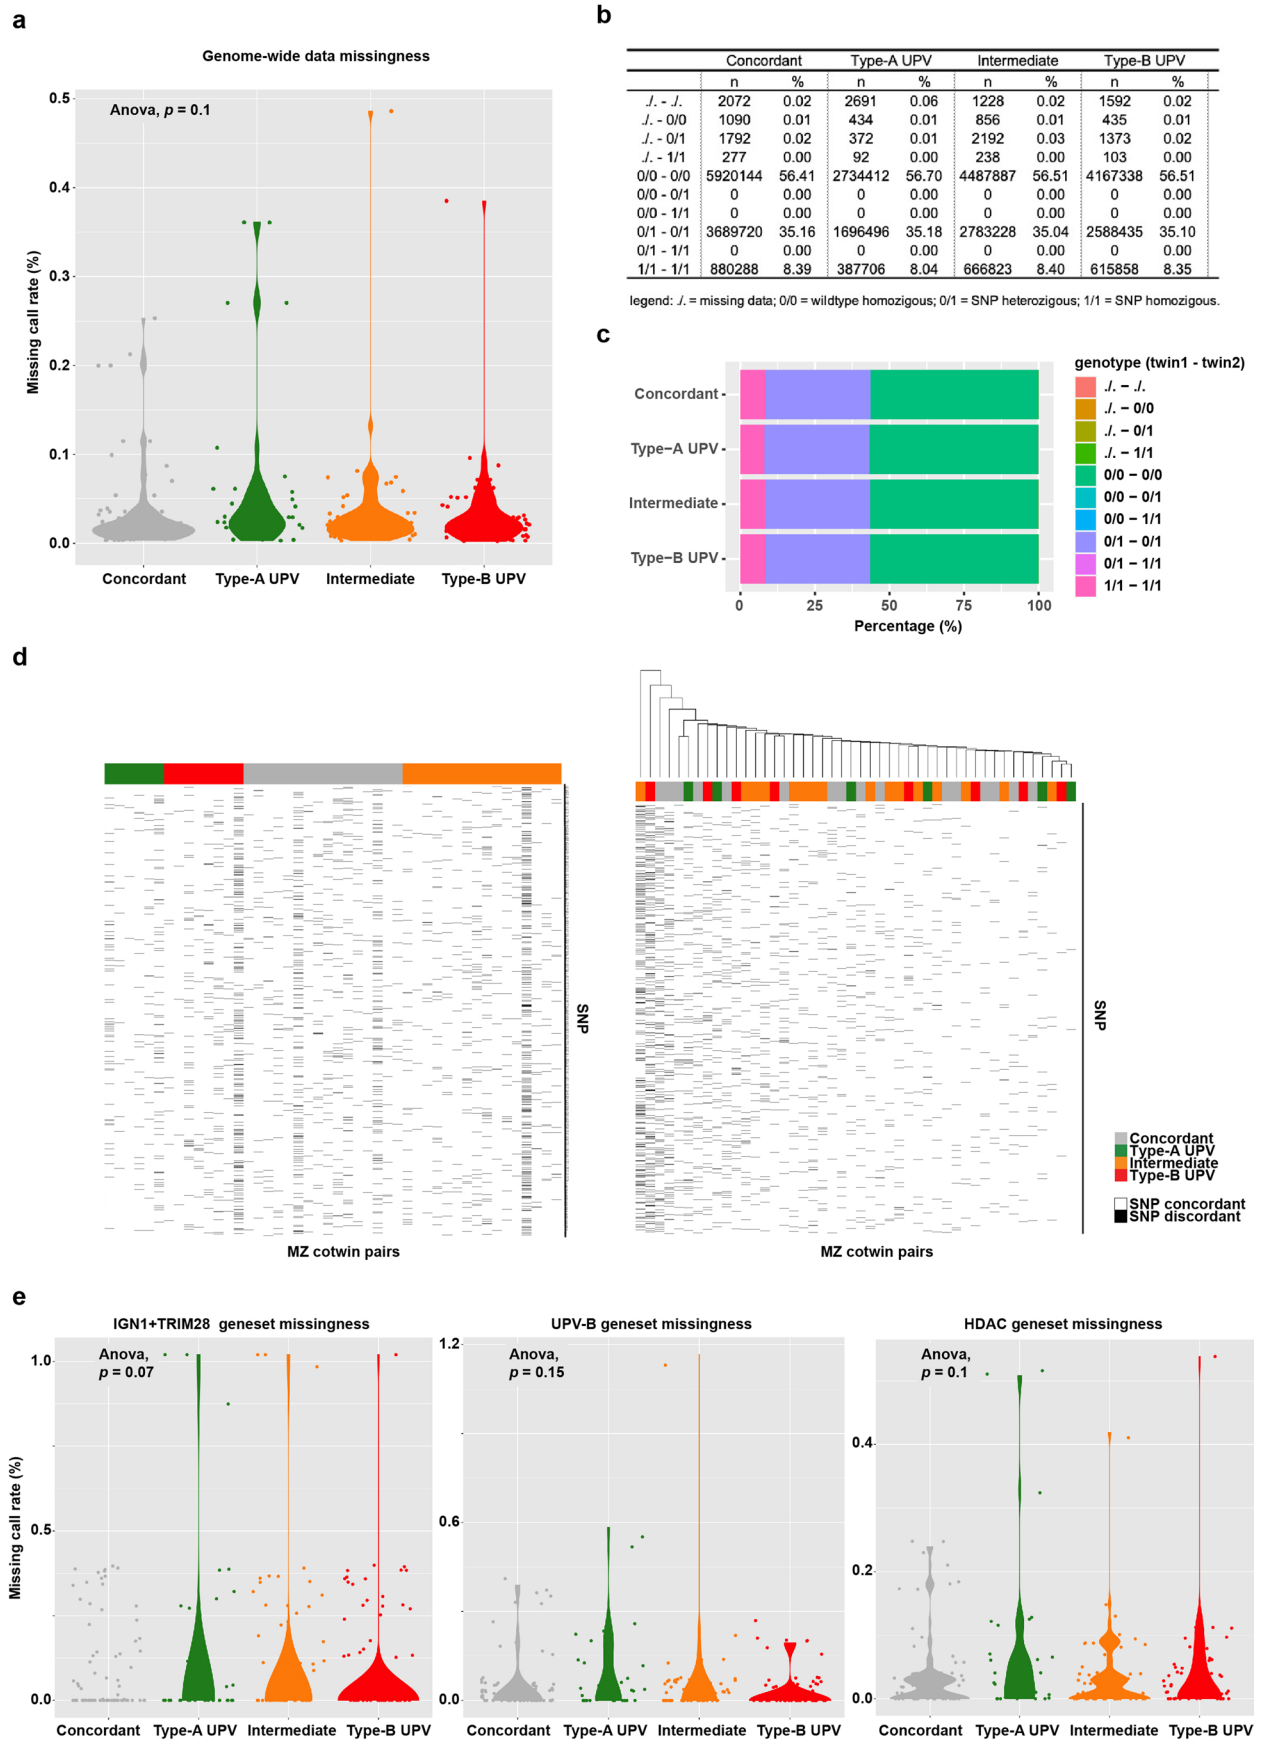 a
Genome-wide data missingness
Anova, p = 0.1
0.5
0.4
0.3
0.2
0.1
0.0
Missing call rate (%)
Concordant Type-A UPV Intermediate Type-B UPV
b
Concordant Type-A UPV Intermediate Type-B UPV
n % n % n % n %
./. - ./. 2072 0.02 2691 0.06 1228 0.02 1592 0.02
./. - 0/0 1090 0.01 434 0.01 856 0.01 435 0.01
./. - 0/1 1792 0.02 372 0.01 2192 0.03 1373 0.02
./. - 1/1 277 0.00 92 0.00 238 0.00 103 0.00
0/0 - 0/0 5920144 56.41 2734412 56.70 4487887 56.51 4167338 56.51
0/0 - 0/1 0 0.00 0 0.00 0 0.00 0 0.00
0/0 - 1/1 0 0.00 0 0.00 0 0.00 0 0.00
0/1 - 0/1 3689720 35.16 1696496 35.18 2783228 35.04 2588435 35.10
0/1 - 1/1 0 0.00 0 0.00 0 0.00 0 0.00
1/1 - 1/1 880288 8.39 387706 8.04 666823 8.40 615858 8.35
legend: ./. = missing data; 0/0 = wildtype homozigous; 0/1 = SNP heterozigous; 1/1 = SNP homozigous.
c
Concordant
Type−A UPV
Intermediate
Type−B UPV
0 25 50 75 100
Percentage (%)
genotype (twin1 - twin2)
./. − ./.
./. − 0/0
./. − 0/1
./. − 1/1
0/0 − 0/0
0/0 − 0/1
0/0 − 1/1
0/1 − 0/1
0/1 − 1/1
1/1 − 1/1
d
SNP
MZ cotwin pairs
SNP
MZ cotwin pairs
Concordant
Type-A UPV
Intermediate
Type-B UPV
SNP concordant
SNP discordant
e
IGN1+TRIM28 geneset missingness
Anova,
p = 0.07
1.0
0.5
0.0
Missing call rate (%)
Concordant Type-A UPV Intermediate Type-B UPV
UPV-B geneset missingness
Anova,
p = 0.15
1.2
0.6
0.0
Concordant Type-A UPV Intermediate Type-B UPV
HDAC geneset missingness
Anova,
p = 0.1
0.4
0.2
0.0
Concordant Type-A UPV Intermediate Type-B UPV